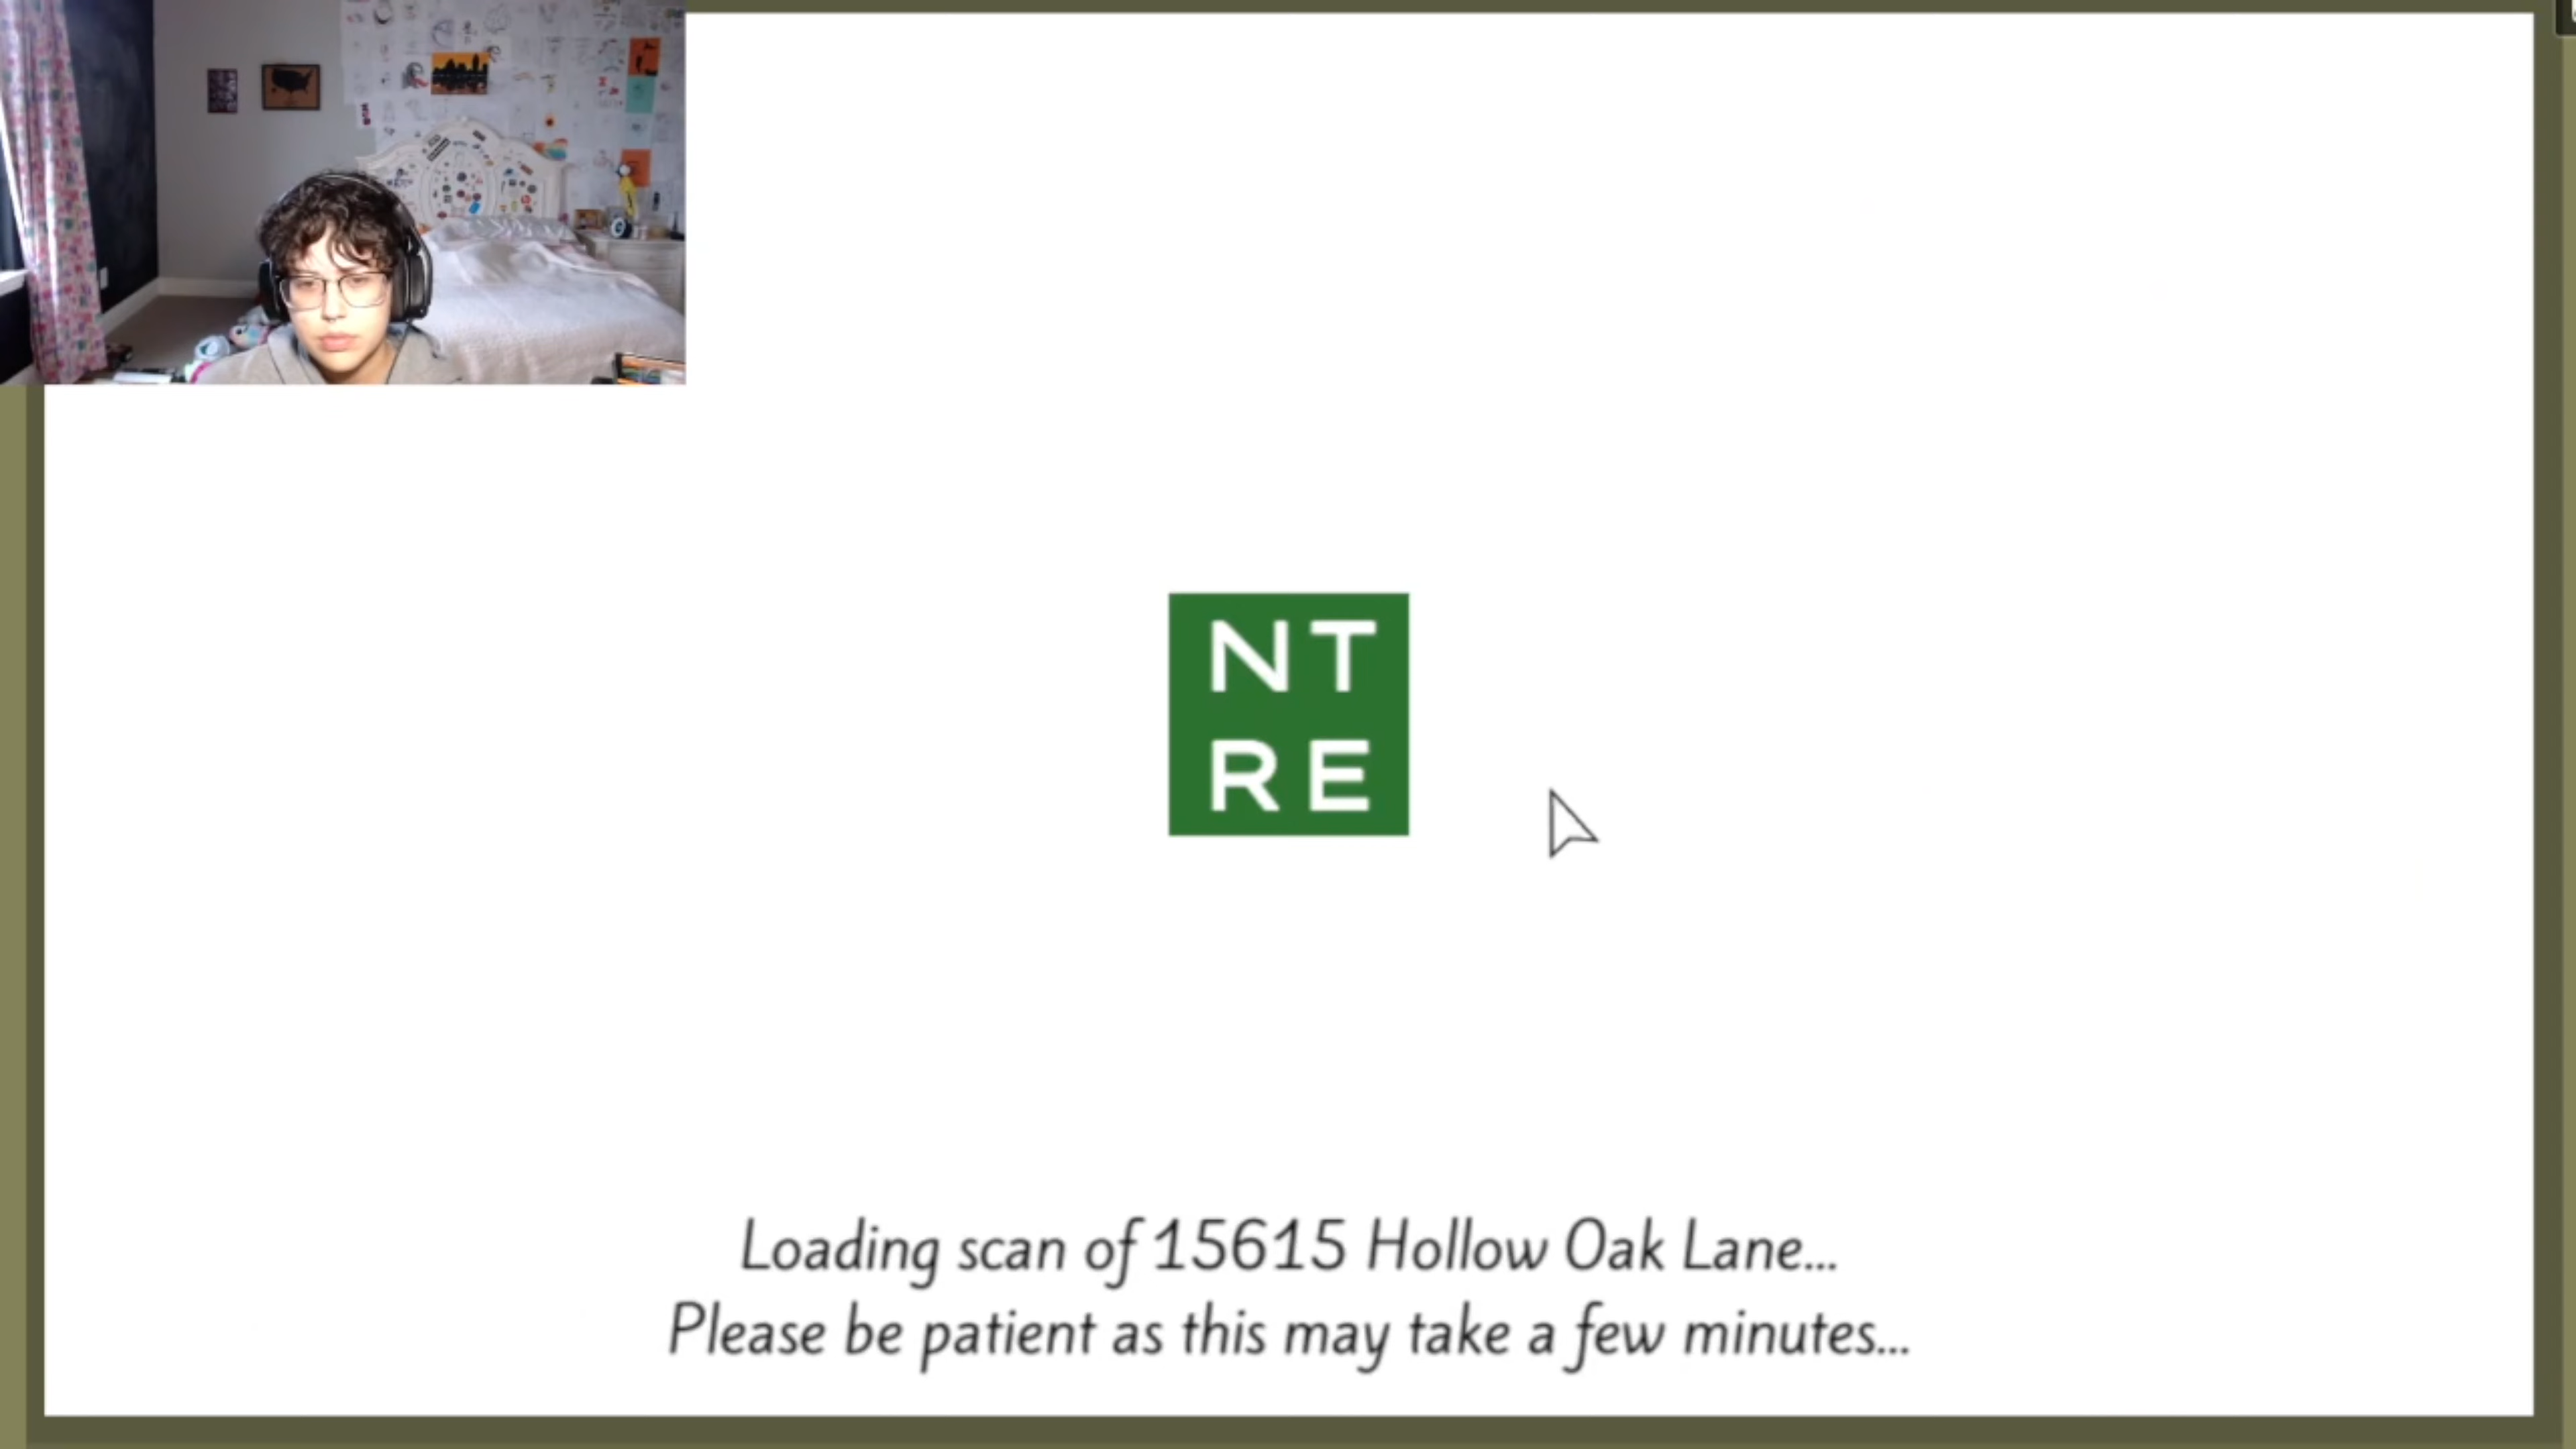 NT
RE
Loading scan of 15615 Hollow Oak Lane...
Please be patient as this may take a few minutes...